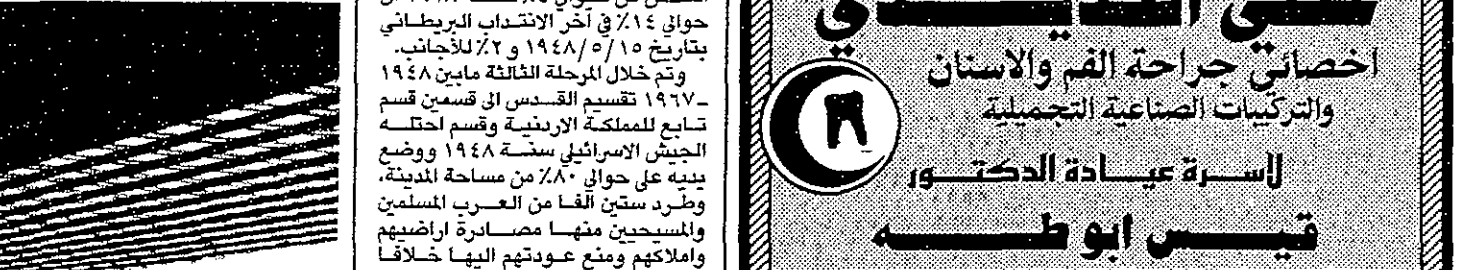 حوالي ١٤٪ في آخر الانتداب البريطاني
بتاريخ ١٩٤٨/٥/١٥ و٢٪ للأجانب.
وتم خلال المرحلة الثالثة مابين ١٩٤٨
ـ١٩٦٧ تقسيم القدس الى قسمين قسم
تابع للمملكة الاردنية وقسم احتله
الجيش الاسرائيلي سنة ١٩٤٨ ووضع
يديه على حوالي ٨٠٪ من مساحة المدينة،
وطرد ستين الفا من العرب المسلمين
والمسيحيين منها مصادرة اراضيهم
واملاكهم ومنع عودتهم اليها خلافا
اخصائي جراحة الفم والاسنان
والتركيبات الصناعية التجميلية
لاسرة عيادة الدكتور
قيس ابو طه